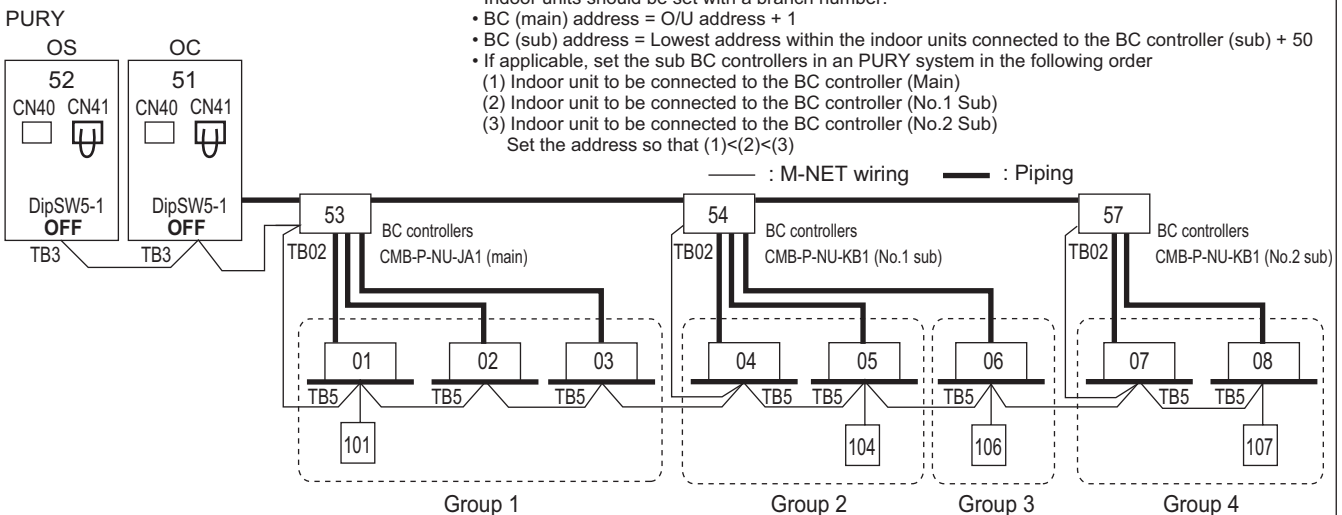 Indoor units should be set with a branch number.
PURY
• BC (main) address = O/U address + 1
• BC (sub) address = Lowest address within the indoor units connected to the BC controller (sub) + 50
• If applicable, set the sub BC controllers in an PURY system in the following order
(1) Indoor unit to be connected to the BC controller (Main)
(2) Indoor unit to be connected to the BC controller (No.1 Sub)
(3) Indoor unit to be connected to the BC controller (No.2 Sub)
Set the address so that (1)<(2)<(3)
OS OC
52 51
CN40 CN41 CN40 CN41
DipSW5-1 DipSW5-1
OFF OFF
TB3 TB3
: M-NET wiring : Piping
53 54 57
TB02 BC controllers TB02 BC controllers TB02 BC controllers
CMB-P-NU-JA1 (main) CMB-P-NU-KB1 (No.1 sub) CMB-P-NU-KB1 (No.2 sub)
01 02 03 04 05 06 07 08
TB5 TB5 TB5 TB5 TB5 TB5 TB5 TB5
101 104 106 107
Group 1 Group 2 Group 3 Group 4